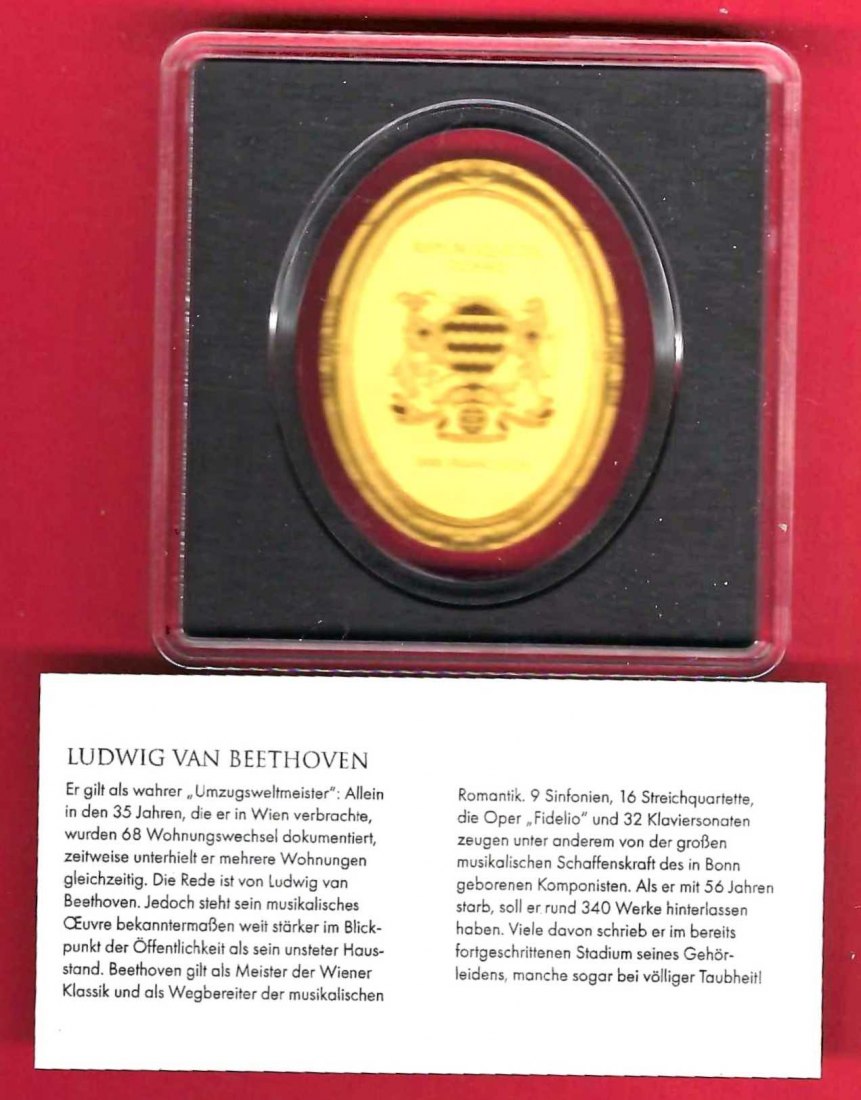 LUDWIG VAN BEETHOVEN
Er gilt als wahrer „Umzugsweltmeister“: Allein
in den 35 Jahren, die er in Wien verbrachte,
wurden 68 Wohnungswechsel dokumentiert,
zeitweise unterhielt er mehrere Wohnungen
gleichzeitig. Die Rede ist von Ludwig van
Beethoven. Jedoch steht sein musikalisches
Œuvre bekanntermaßen weit stärker im Blick-
punkt der Öffentlichkeit als sein unsteter Haus-
stand. Beethoven gilt als Meister der Wiener
Klassik und als Wegbereiter der musikalischen
Romantik. 9 Sinfonien, 16 Streichquartette,
die Oper „Fidelio“ und 32 Klaviersonaten
zeugen unter anderem von der großen
musikalischen Schaffenskraft des in Bonn
geborenen Komponisten. Als er mit 56 Jahren
starb, soll er rund 340 Werke hinterlassen
haben. Viele davon schrieb er im bereits
fortgeschrittenen Stadium seines Gehör-
leidens, manche sogar bei völliger Taubheit!